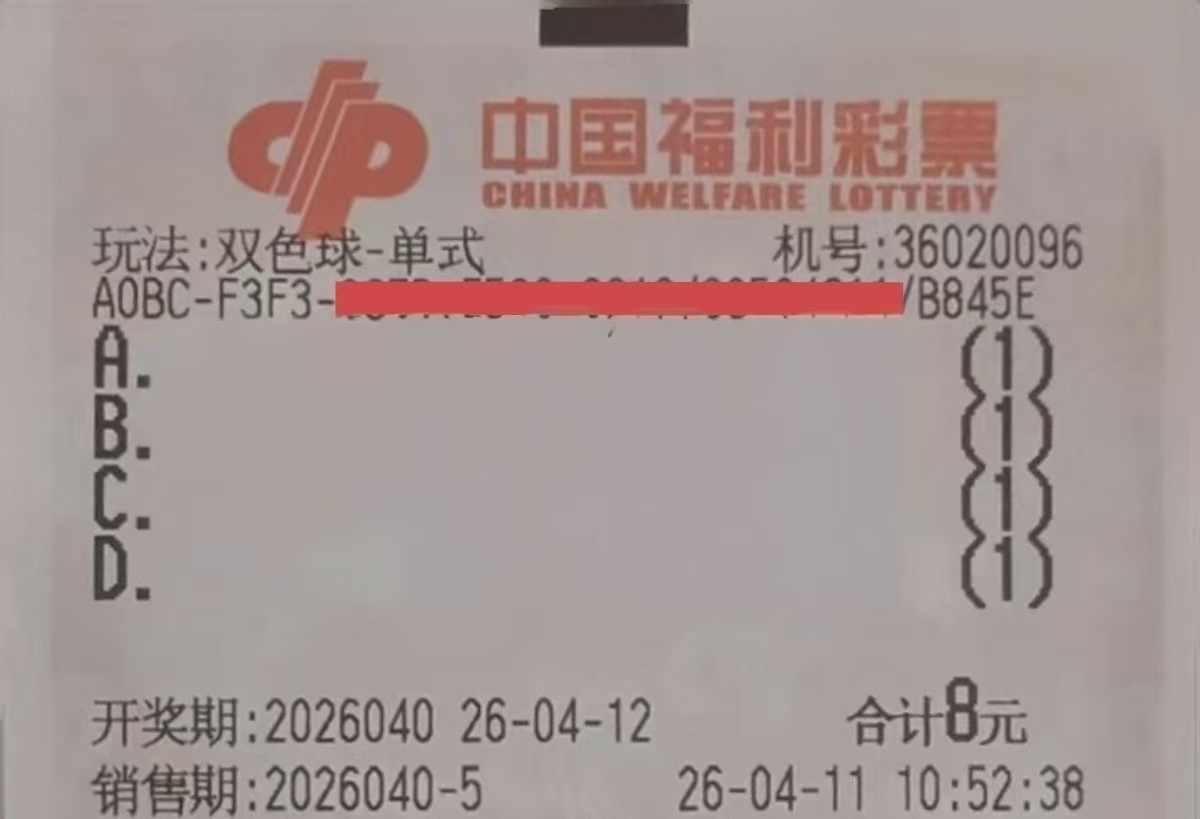 中国福利彩票
CHINA WELFARE LOTTERY
玩法:双色球-单式 机号:36020096
A0BC-F3F3- /B845E
A. (1)
B. (1)
C. (1)
D. (1)
开奖期:2026040 26-04-12 合计8元
销售期:2026040-5 26-04-11 10:52:38